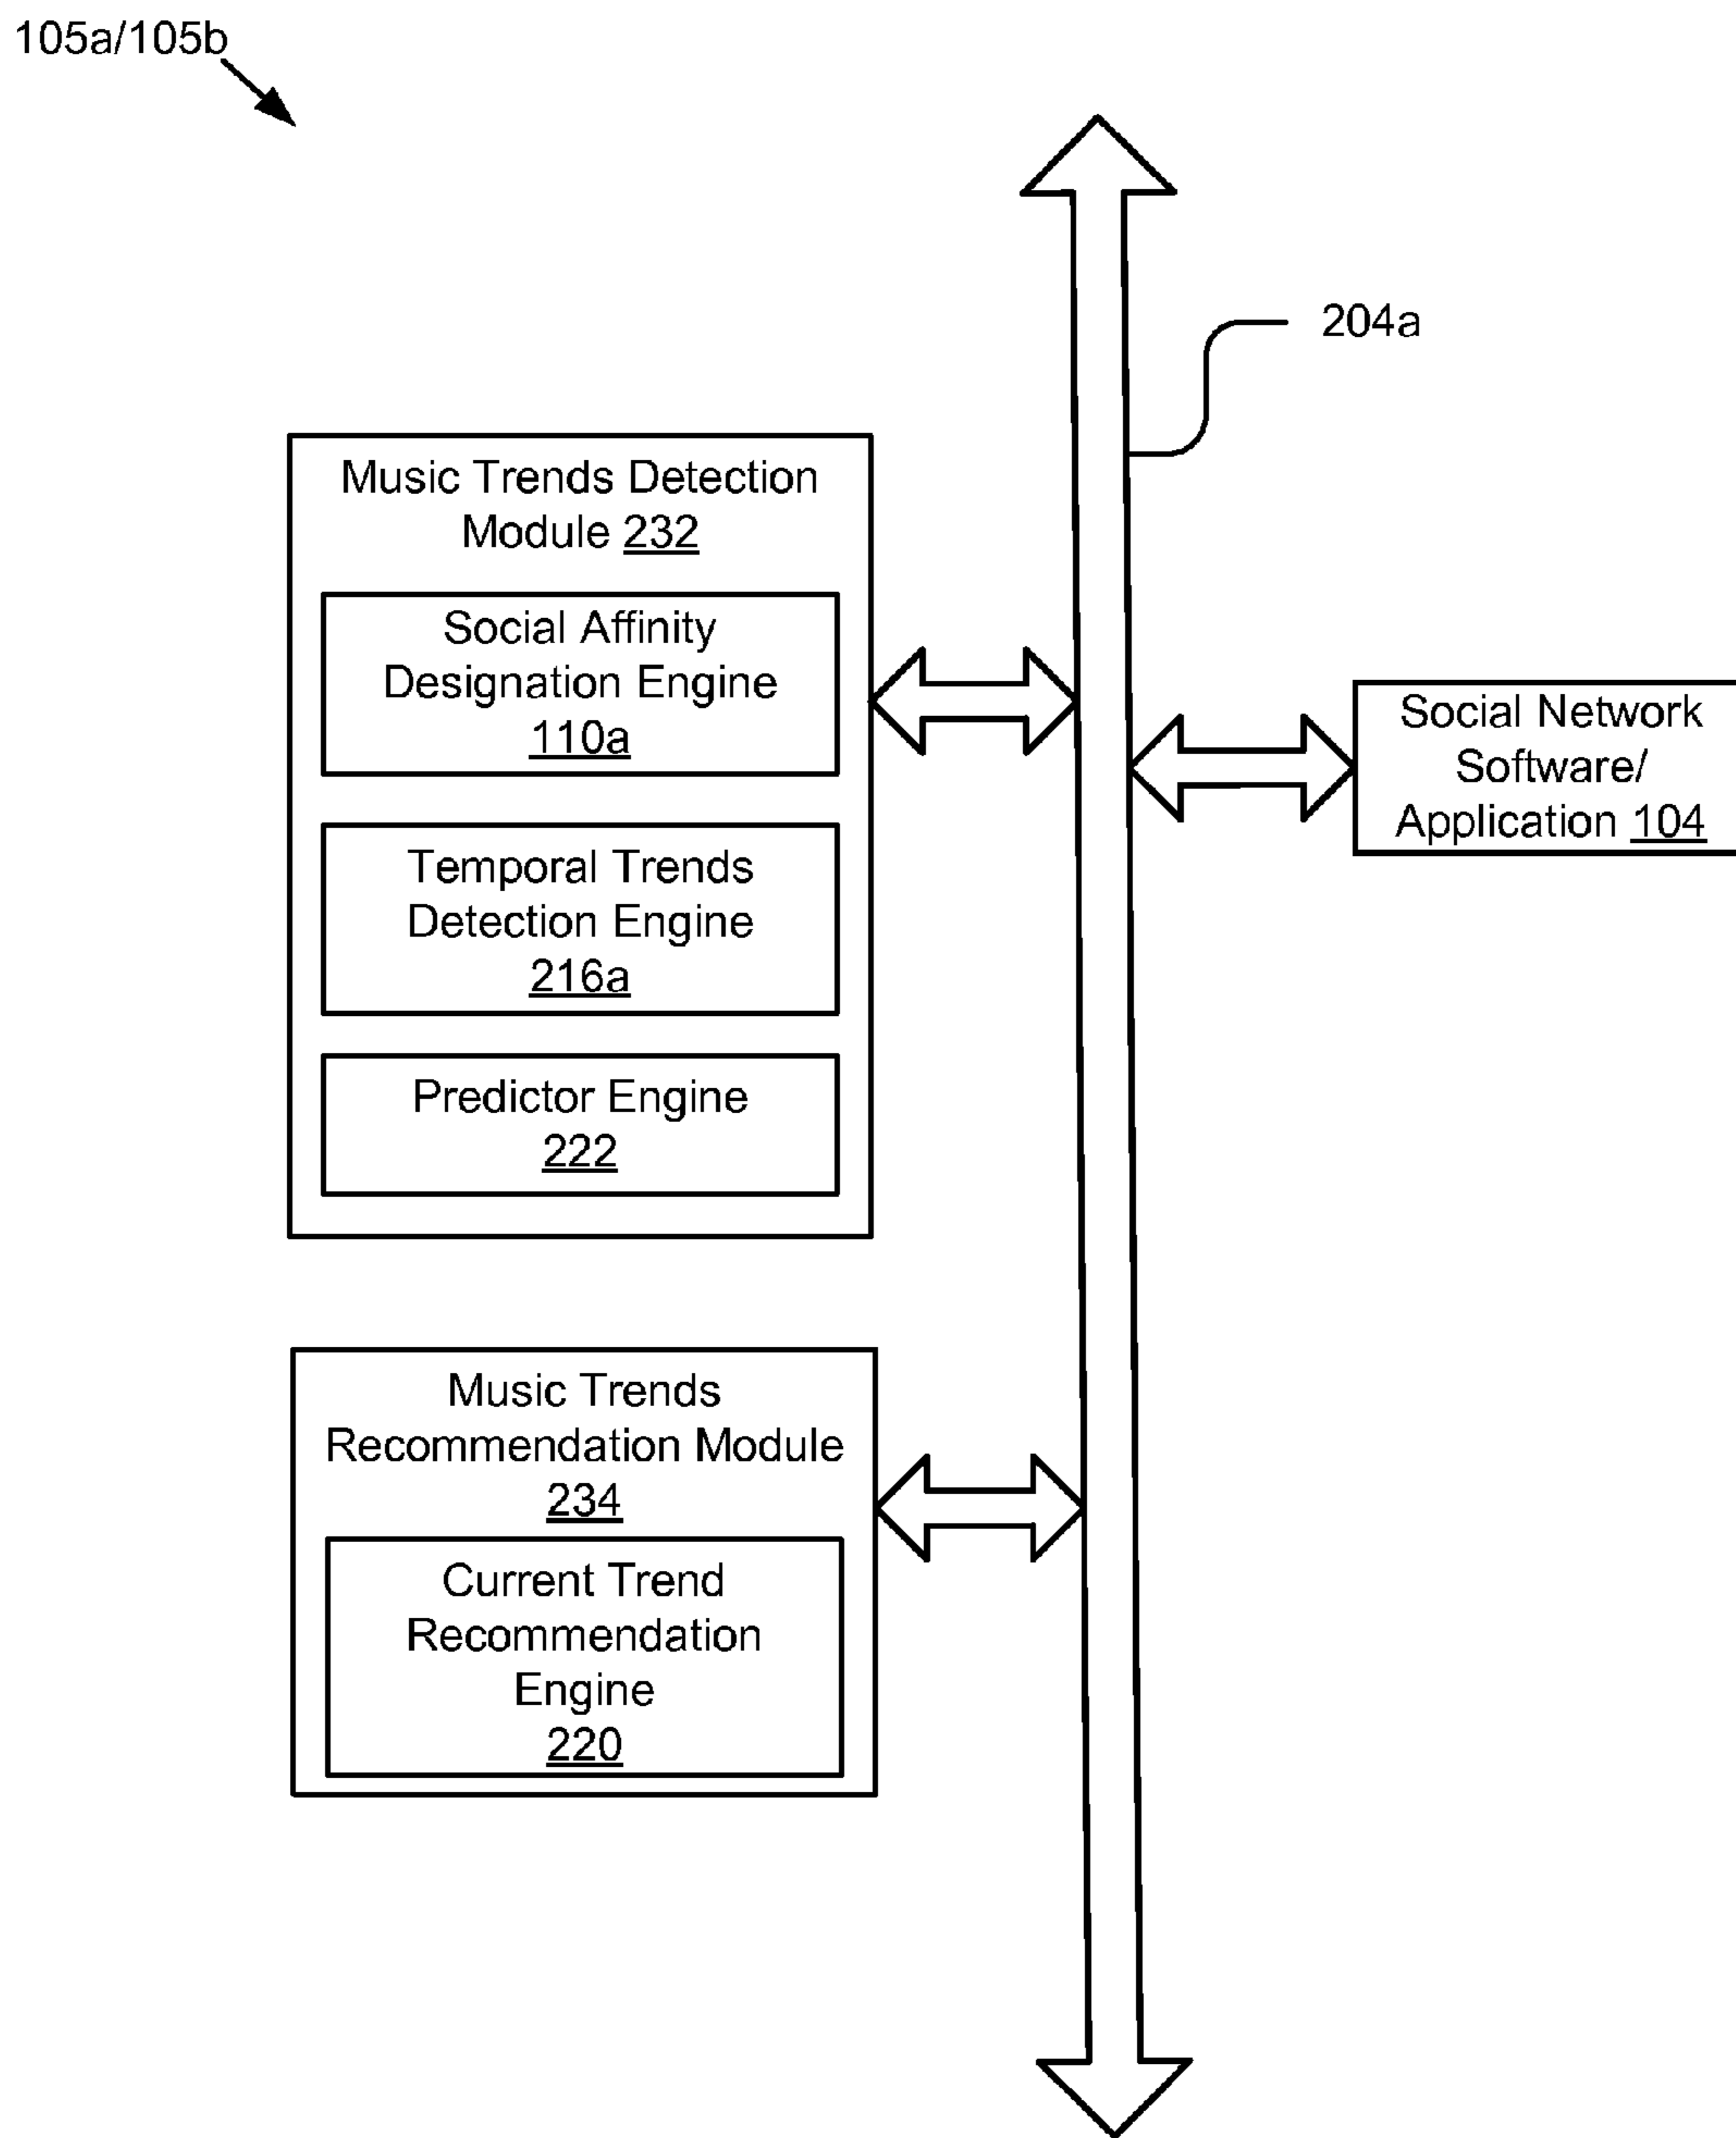 105a/105b
204a
Music Trends Detection
Module 232
Social Affinity
Designation Engine
110a
Temporal Trends
Detection Engine
216a
Predictor Engine
222
Social Network
Software/
Application 104
Music Trends
Recommendation Module
234
Current Trend
Recommendation
Engine
220